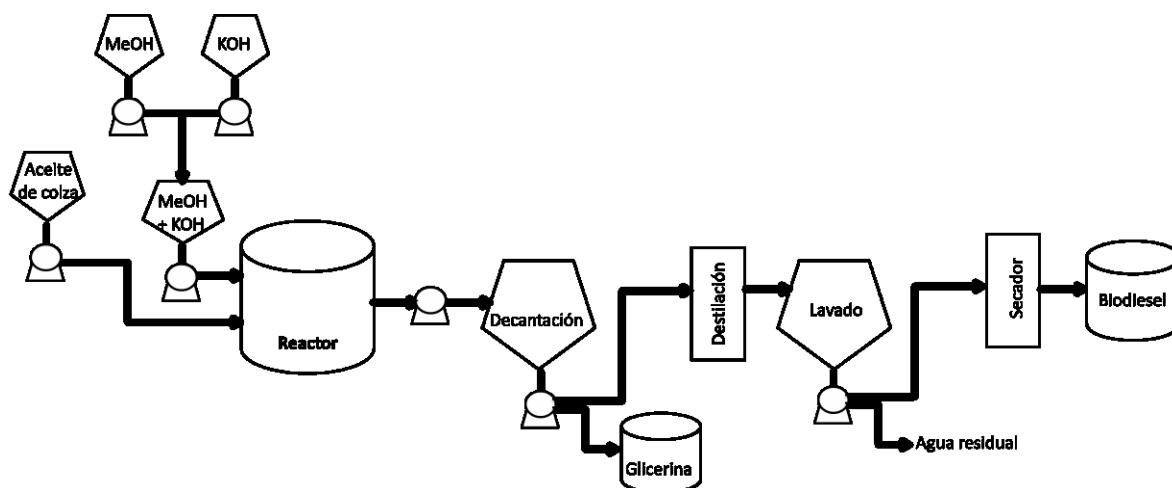 MeOH
KOH
Aceite
de colza
MeOH
+ KOH
Reactor
Decantación
Glicerina
Destilación
Lavado
Agua residual
Secador
Biodiesel